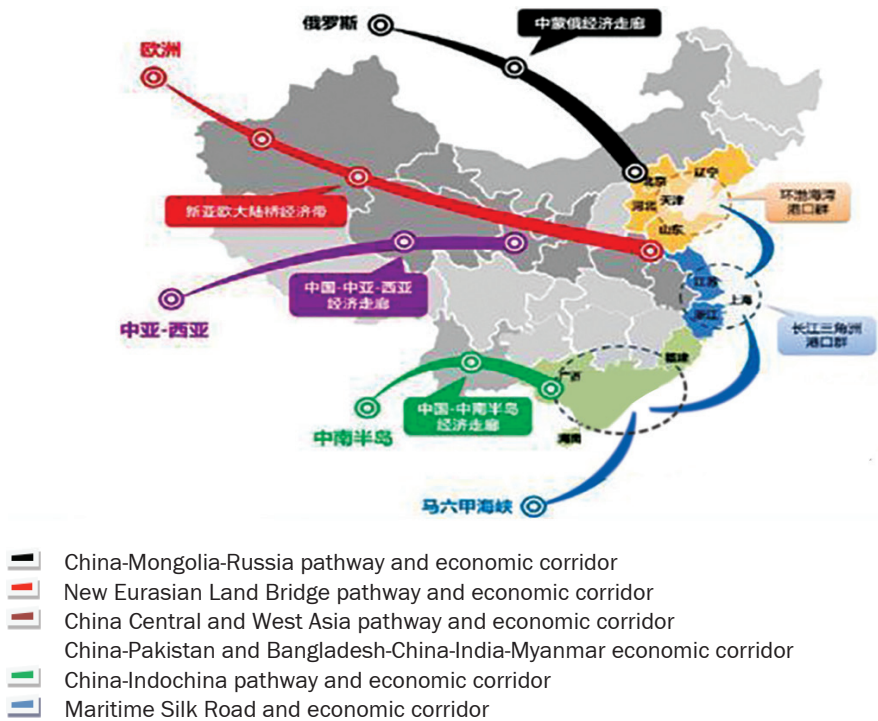 俄罗斯
中蒙俄经济走廊
欧洲
北京
辽宁
天津
河北
山东
环渤海湾
港口群
新亚欧大陆桥经济带
中国-中亚-西亚
经济走廊
中亚-西亚
江苏
上海
浙江
长江三角洲
港口群
福建
广西
中国-中南半岛
经济走廊
中南半岛
海南
马六甲海峡
China-Mongolia-Russia pathway and economic corridor
New Eurasian Land Bridge pathway and economic corridor
China Central and West Asia pathway and economic corridor
China-Pakistan and Bangladesh-China-India-Myanmar economic corridor
China-Indochina pathway and economic corridor
Maritime Silk Road and economic corridor